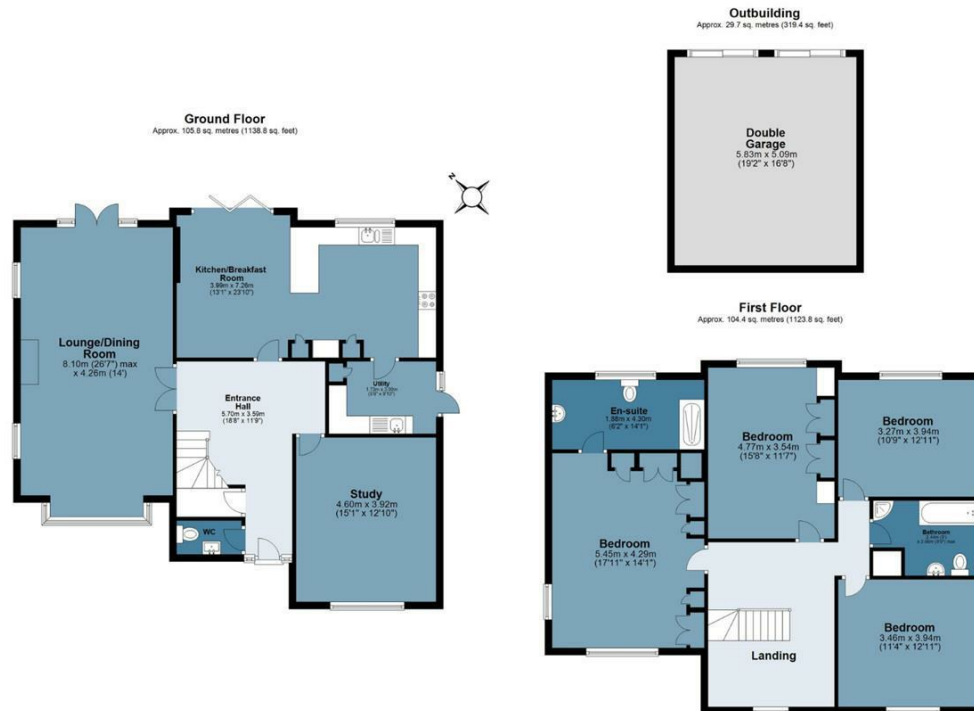 Outbuilding
Approx. 29.7 sq. metres (319.4 sq. feet)
Double
Garage
5.83m x 5.09m
(19'2" x 16'8")
Ground Floor
Approx. 105.8 sq. metres (1138.8 sq. feet)
N
Kitchen/Breakfast
Room
3.99m x 7.26m
(13'1" x 23'10")
Lounge/Dining
Room
8.10m (26'7") max
x 4.26m (14')
Utility
Entrance
Hall
5.70m x 3.59m
(18'8" x 11'9")
Study
4.60m x 3.92m
(15'1" x 12'10")
WC
First Floor
Approx. 104.4 sq. metres (1123.8 sq. feet)
En-suite
1.88m x 4.30m
(6'2" x 14'1")
Bedroom
4.77m x 3.54m
(15'8" x 11'7")
Bedroom
3.27m x 3.94m
(10'9" x 12'11")
Bedroom
5.45m x 4.29m
(17'11" x 14'1")
Bathroom
Bedroom
3.46m x 3.94m
(11'4" x 12'11")
Landing